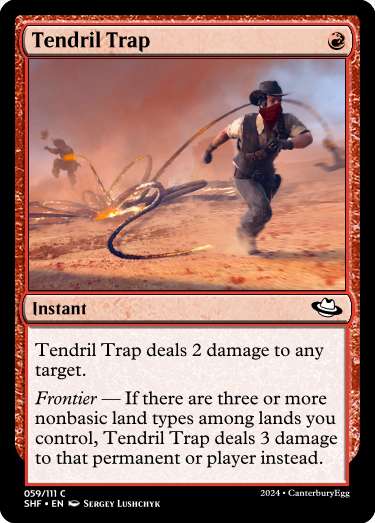 Tendril Trap
Instant
Tendril Trap deals 2 damage to any
target.
Frontier — If there are three or more
nonbasic land types among lands you
control, Tendril Trap deals 3 damage
to that permanent or player instead.
059/111 C
SHF • EN Sergey Lushchyk
2024 • CanterburyEgg